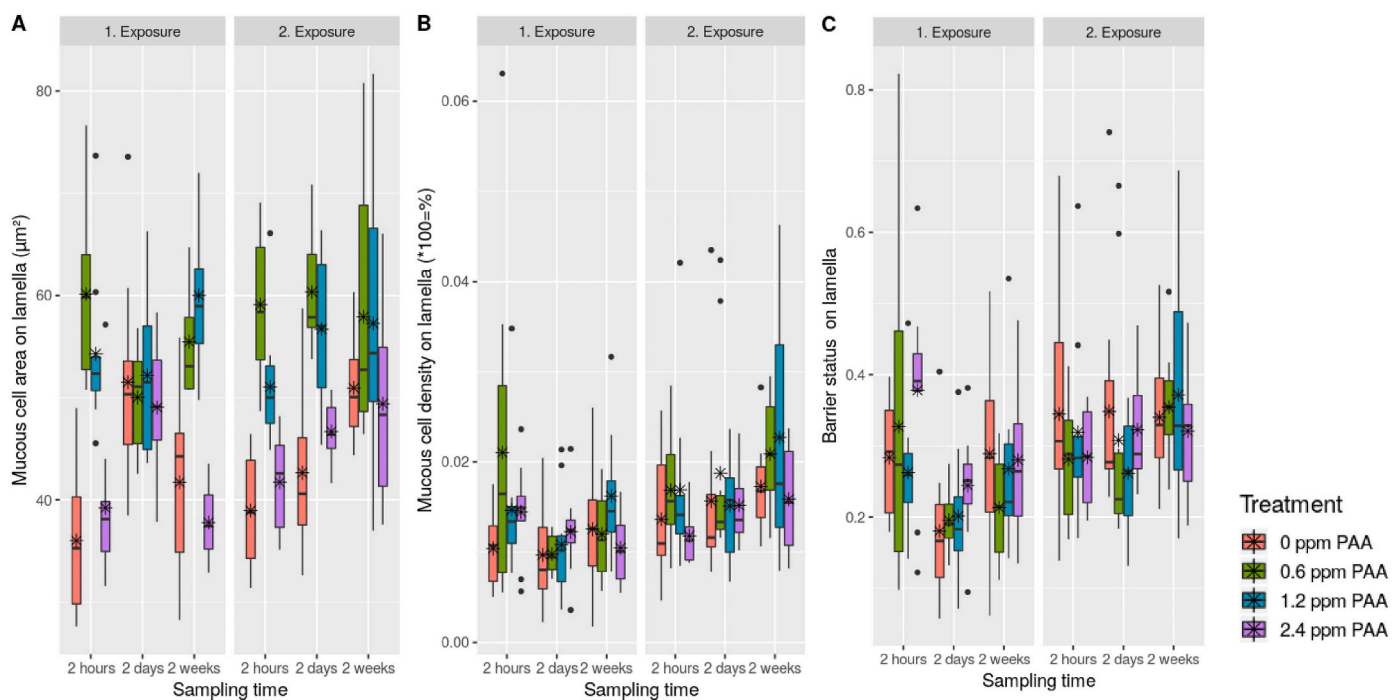 A
B
C
1. Exposure
2. Exposure
1. Exposure
2. Exposure
1. Exposure
2. Exposure
Mucous cell area on lamella (µm²)
80
60
40
2 hours 2 days 2 weeks
2 hours 2 days 2 weeks
Sampling time
Mucous cell density on lamella (*100=%)
0.06
0.04
0.02
0.00
2 hours 2 days 2 weeks
2 hours 2 days 2 weeks
Sampling time
Barrier status on lamella
0.8
0.6
0.4
0.2
2 hours 2 days 2 weeks
2 hours 2 days 2 weeks
Sampling time
Treatment
0 ppm PAA
0.6 ppm PAA
1.2 ppm PAA
2.4 ppm PAA